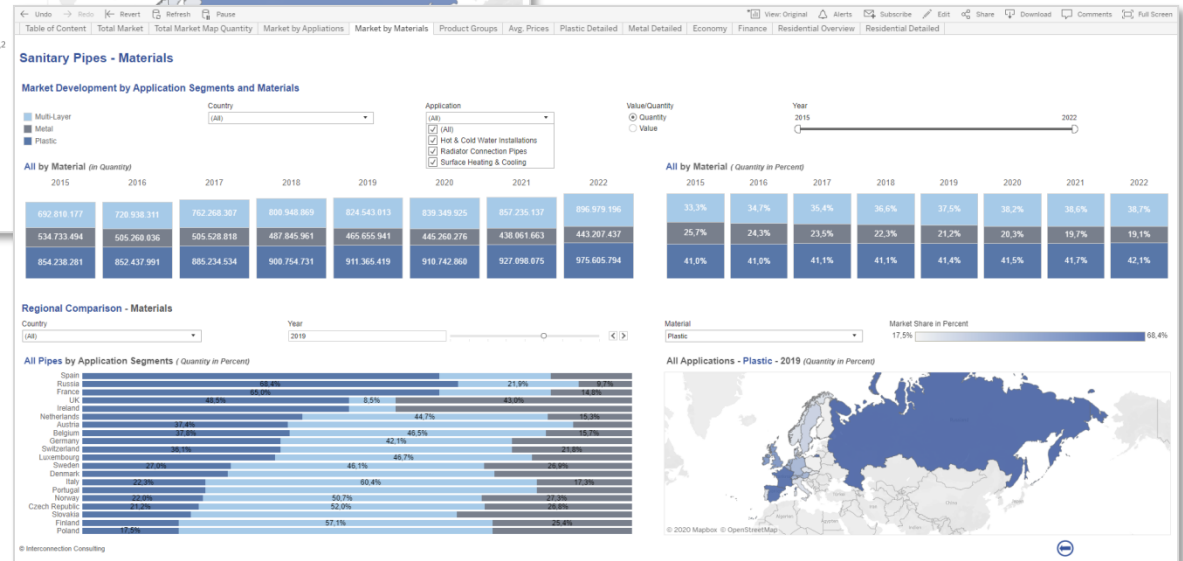 Undo Redo Revert Refresh Pause View: Original Alerts Subscribe Edit Share Download Comments Full Screen
Table of Content Total Market Total Market Map Quantity Market by Appliations Market by Materials Product Groups Avg. Prices Plastic Detailed Metal Detailed Economy Finance Residential Overview Residential Detailed
Sanitary Pipes - Materials
Market Development by Application Segments and Materials
Multi-Layer
Metal
Plastic
Country
(All)
Application
(All)
(All)
Hot & Cold Water Installations
Radiator Connection Pipes
Surface Heating & Cooling
Value/Quantity
Quantity
Value
Year
2015 2022
All by Material (in Quantity)
2015 2016 2017 2018 2019 2020 2021 2022
692.810.177 720.930.311 762.268.307 800.948.069 824.543.013 839.349.925 857.235.137 896.979.196
534.733.494 505.260.036 505.528.818 487.845.961 465.655.941 445.260.276 438.061.663 443.207.437
854.238.281 852.437.991 885.234.534 900.754.731 911.365.419 910.742.860 927.098.075 975.605.794
All by Material ( Quantity in Percent)
2015 2016 2017 2018 2019 2020 2021 2022
33,3% 34,7% 35,4% 36,6% 37,5% 38,2% 38,6% 38,7%
25,7% 24,3% 23,5% 22,3% 21,2% 20,3% 19,7% 19,1%
41,0% 41,0% 41,1% 41,1% 41,4% 41,5% 41,7% 42,1%
Regional Comparison - Materials
Country
(All)
Year
2019
Material
Plastic
Market Share in Percent
17,5% 68,4%
All Pipes by Application Segments ( Quantity in Percent)
Spain
Russia 68,4% 21,9% 9,7%
France 65,0% 14,8%
UK 48,5% 8,5% 43,0%
Ireland
Netherlands 44,7% 15,3%
Austria 37,4%
Belgium 37,8% 46,5% 15,7%
Germany 42,1%
Switzerland 36,1% 21,8%
Luxembourg 46,7%
Sweden 27,0% 46,1% 26,9%
Denmark
Italy 22,3% 60,4% 17,3%
Portugal
Norway 22,0% 50,7% 27,3%
Czech Republic 21,2% 52,0% 26,8%
Slovakia
Finland 57,1% 25,4%
Poland 17,5%
All Applications - Plastic - 2019 (Quantity in Percent)
© 2020 Mapbox © OpenStreetMap
© Interconnection Consulting